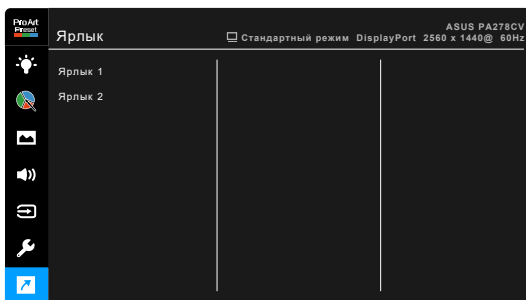 ProArt
Preset
Ярлык
ASUS PA278CV
Стандартный режим DisplayPort 2560 x 1440@ 60Hz
Ярлык 1
Ярлык 2